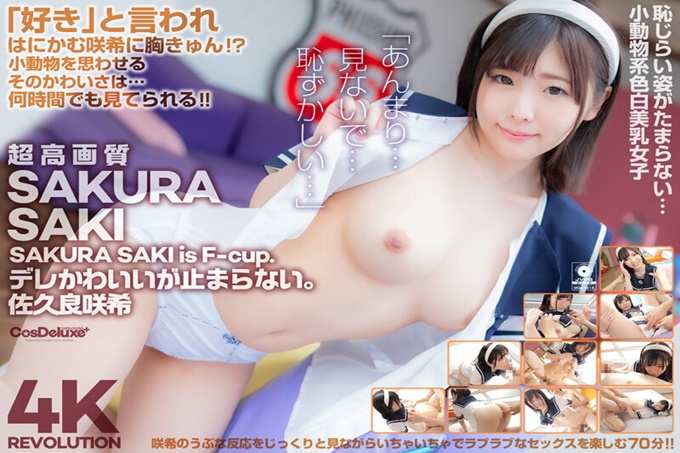 「好き」と言われ
はにかむ咲希に胸きゅん!?
小動物を思わせる
そのかわいさは…
何時間でも見てられる!!
超高画質
SAKURA
SAKI
SAKURA SAKI is F-cup.
デレかわいいが止まらない。
佐久良咲希
CosDeluxe+
4K
REVOLUTION
「あんまり…
見ないで…
恥ずかしい…」
恥じらい姿がたまらない…
小動物系色白美乳女子
咲希のうぶな反応をじっくりと見ながらいちゃいちゃでラブラブなセックスを楽しむ70分!!